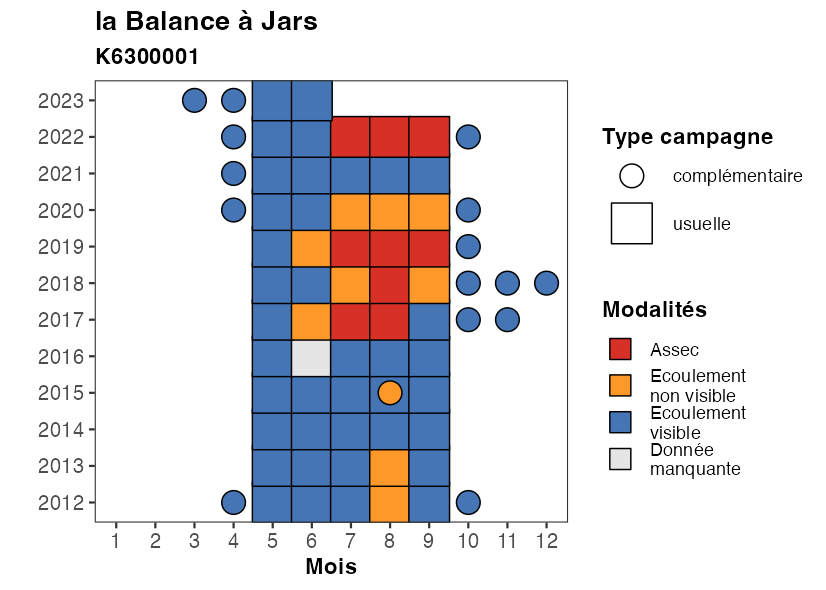 la Balance à Jars
K6300001
2023
2022
2021
2020
2019
2018
2017
2016
2015
2014
2013
2012
1 2 3 4 5 6 7 8 9 10 11 12
Mois
Type campagne
complémentaire
usuelle
Modalités
Assec
Ecoulement
non visible
Ecoulement
visible
Donnée
manquante